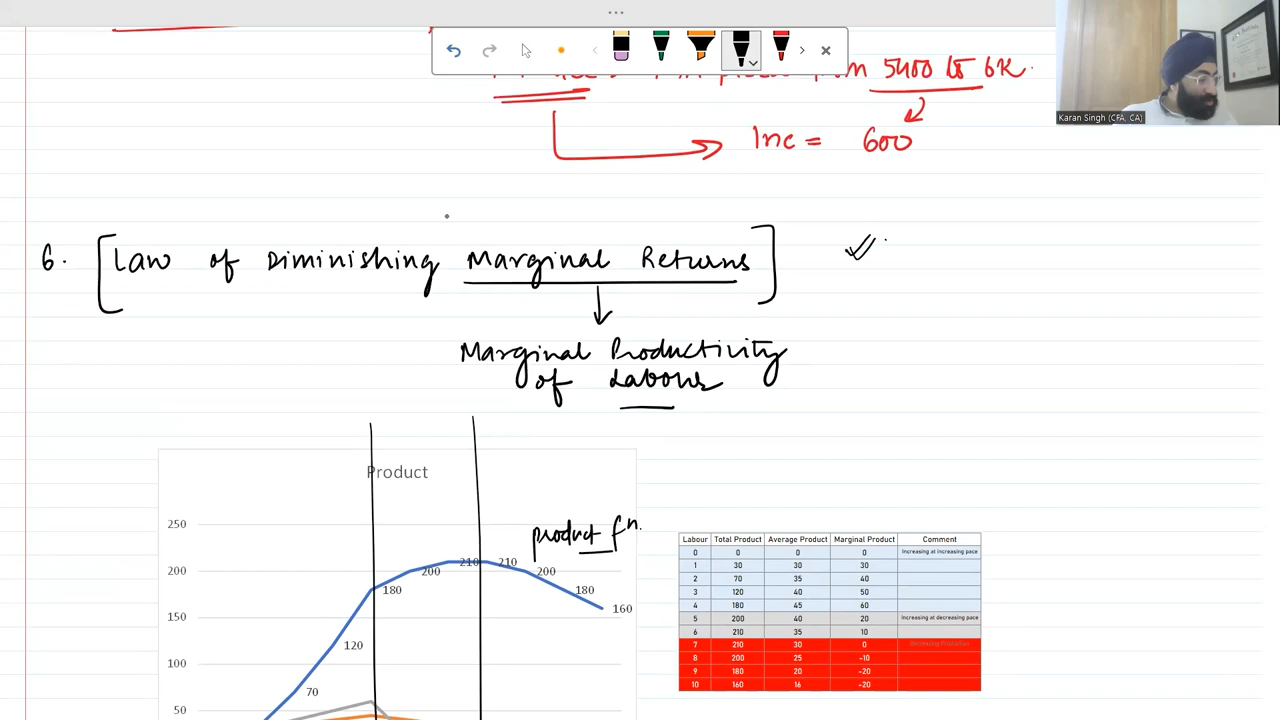 5400 to 6K.
Inc = 600
Karan Singh (CFA, CA)
6. [Law of Diminishing Marginal Returns]
Marginal Productivity
of Labour
Product
product fn.
250
200
150
100
50
70
120
180
200
210
210
200
180
160
Labour Total Product Average Product Marginal Product Comment
0 0 0 0 Increasing at increasing pace
1 30 30 30
2 70 35 40
3 120 40 50
4 180 45 60
5 200 40 20 Increasing at decreasing pace
6 210 35 10
7 210 30 0 Decreasing Production
8 200 25 -10
9 180 20 -20
10 160 16 -20